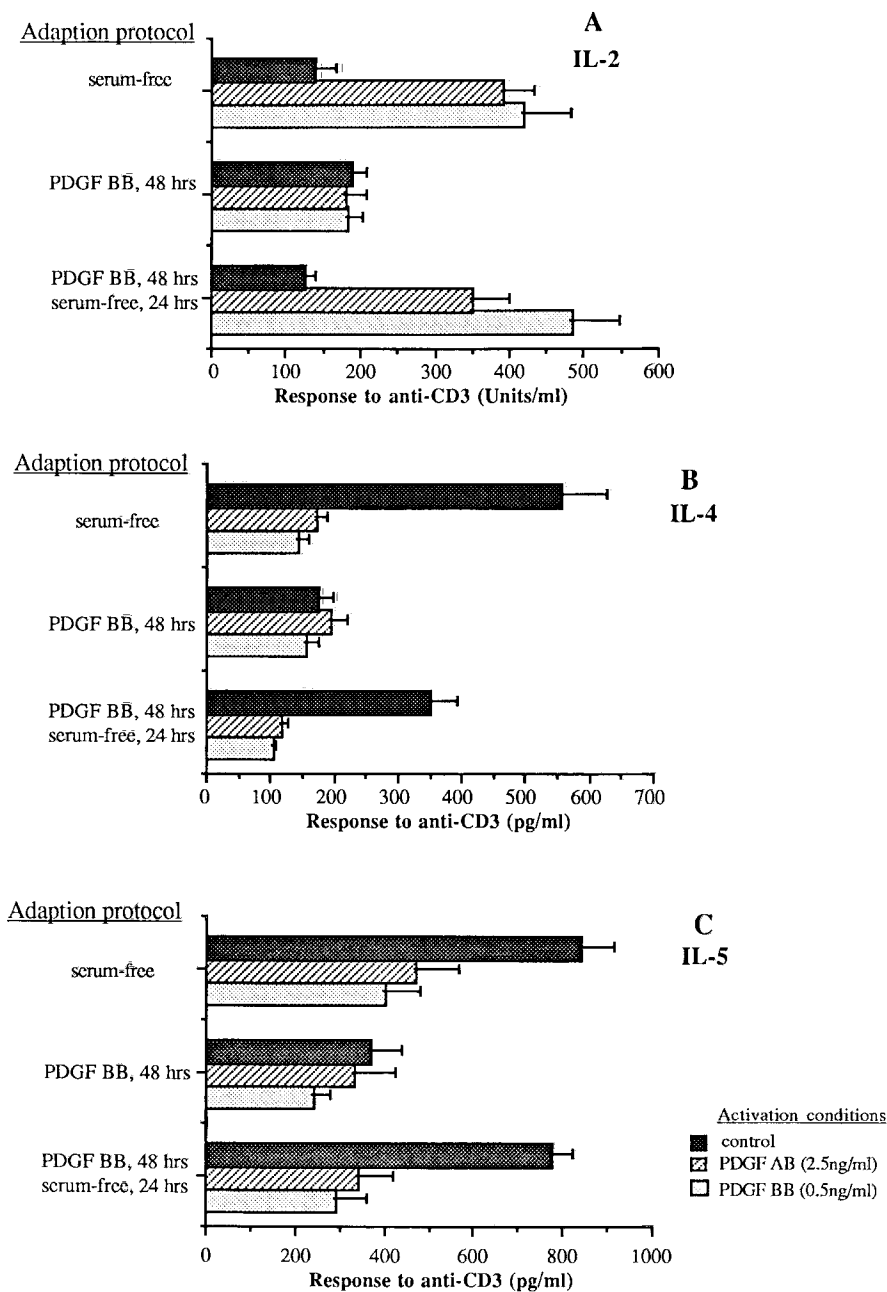 Adaption protocol
A
IL-2
serum-free
PDGF BB, 48 hrs
PDGF BB, 48 hrs
serum-free, 24 hrs
0 100 200 300 400 500 600
Response to anti-CD3 (Units/ml)
Adaption protocol
B
IL-4
serum-free
PDGF BB, 48 hrs
PDGF BB, 48 hrs
serum-free, 24 hrs
0 100 200 300 400 500 600 700
Response to anti-CD3 (pg/ml)
Adaption protocol
C
IL-5
serum-free
PDGF BB, 48 hrs
PDGF BB, 48 hrs
serum-free, 24 hrs
0 200 400 600 800 1000
Response to anti-CD3 (pg/ml)
Activation conditions
control
PDGF AB (2.5ng/ml)
PDGF BB (0.5ng/ml)